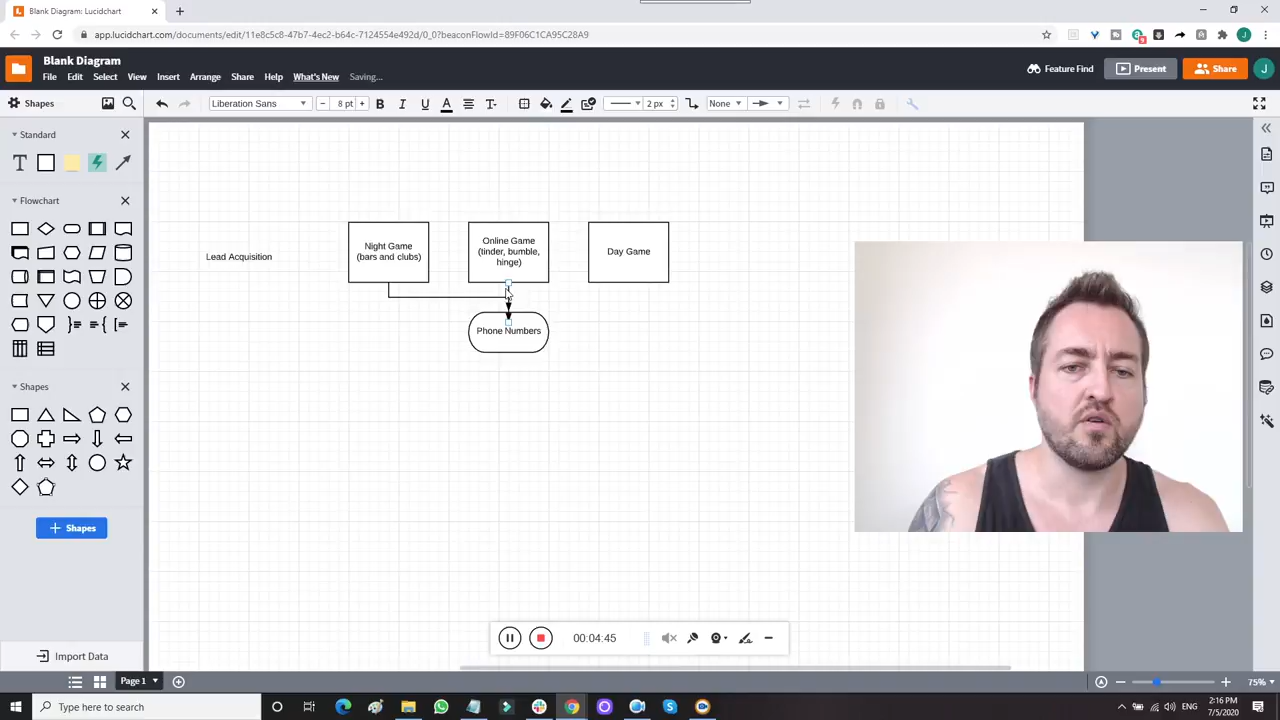 Blank Diagram: Lucidchart
app.lucidchart.com/documents/edit/11e8c5c8-47b7-4ec2-b64c-7124554e492d/0_0?beaconFlowId=89F06C1CA95C28A9
J
Blank Diagram
File Edit Select View Insert Arrange Share Help What's New Saving...
Feature Find
Present
Share
J
Shapes
Liberation Sans
8 pt
B I U A T
2 px
None
Standard
T
Flowchart
Shapes
+ Shapes
Import Data
Lead Acquisition
Night Game
(bars and clubs)
Online Game
(tinder, bumble,
hinge)
Day Game
Phone Numbers
00:04:45
Page 1
75%
Type here to search
ENG
2:16 PM
7/5/2020